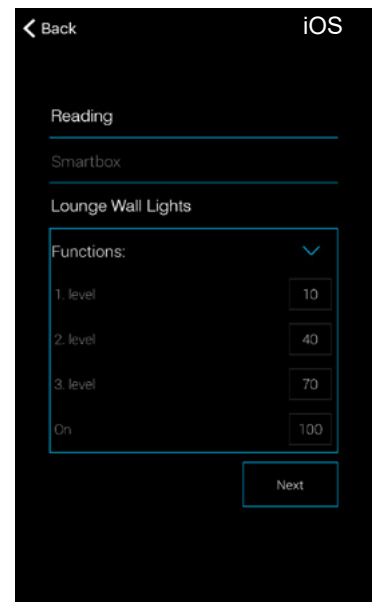 Back iOS
Reading
Smartbox
Lounge Wall Lights
Functions:
1. level 10
2. level 40
3. level 70
On 100
Next